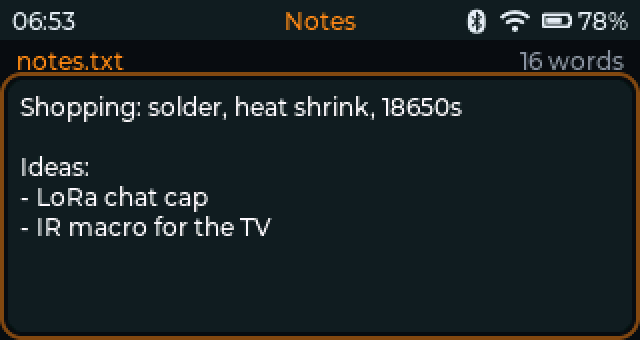 06:53 Notes 78%
notes.txt 16 words
Shopping: solder, heat shrink, 18650s

Ideas:
- LoRa chat cap
- IR macro for the TV